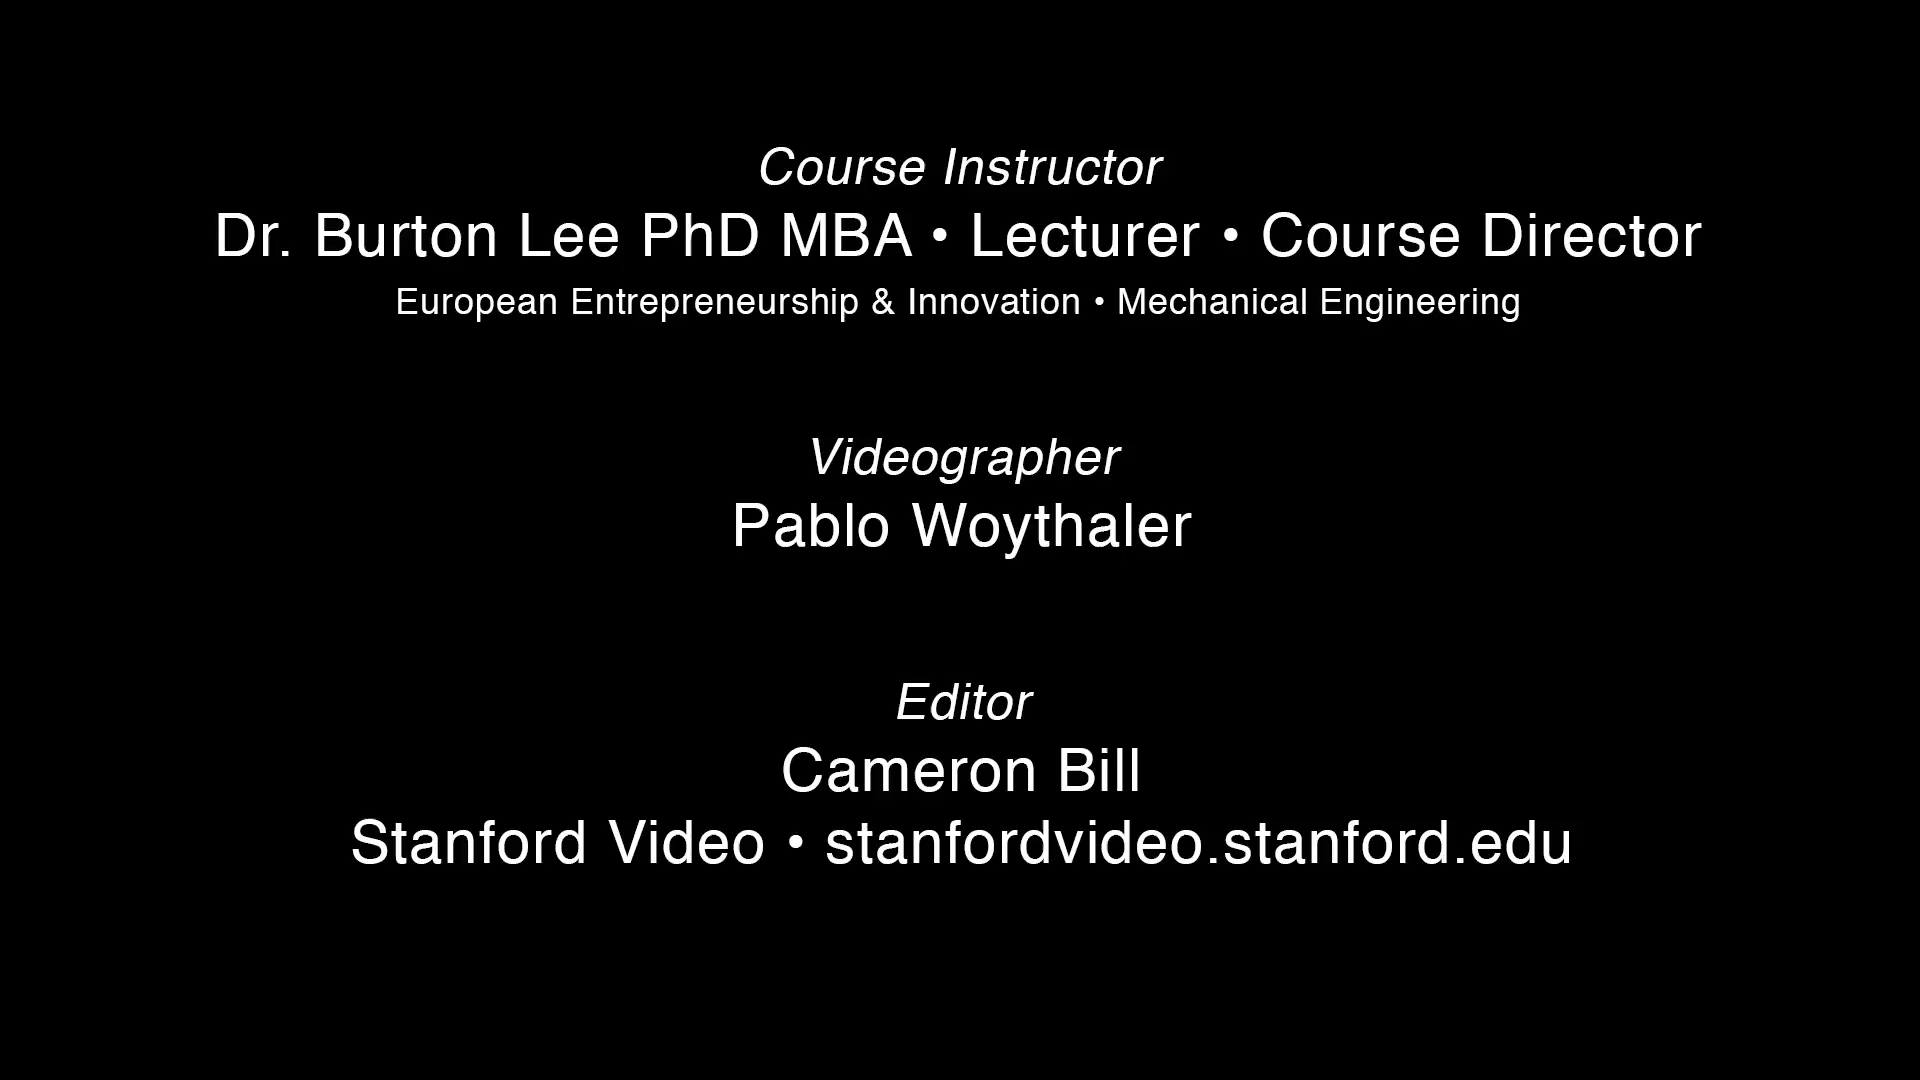 Course Instructor
Dr. Burton Lee PhD MBA • Lecturer • Course Director
European Entrepreneurship & Innovation • Mechanical Engineering
Videographer
Pablo Woythaler
Editor
Cameron Bill
Stanford Video • stanfordvideo.stanford.edu